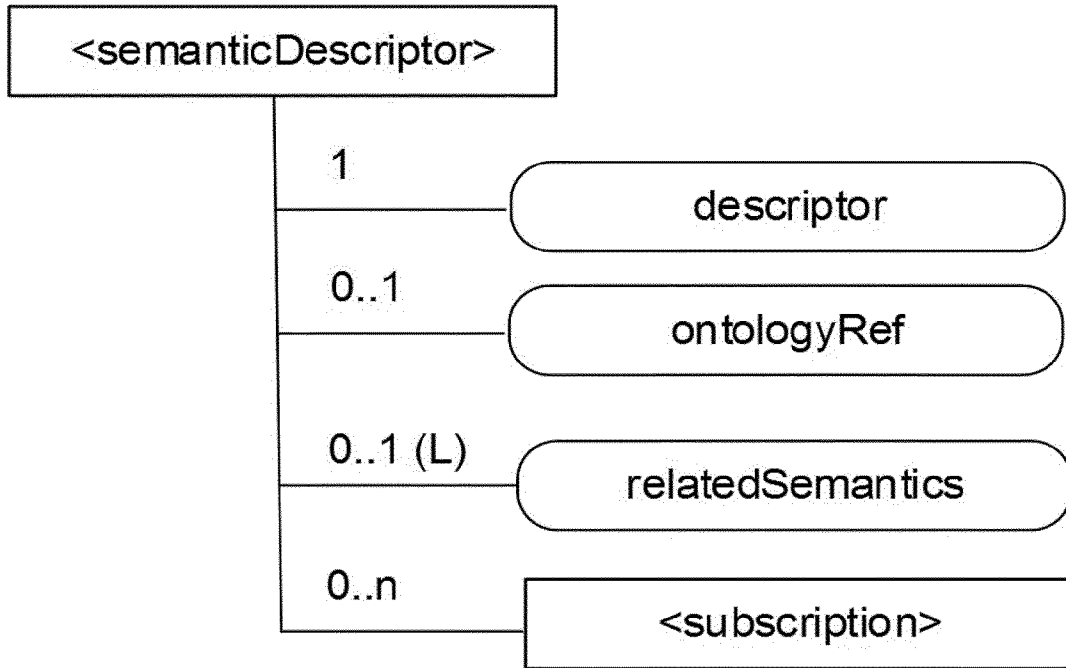 <semanticDescriptor>
1
descriptor
0..1
ontologyRef
0..1 (L)
relatedSemantics
0..n
<subscription>